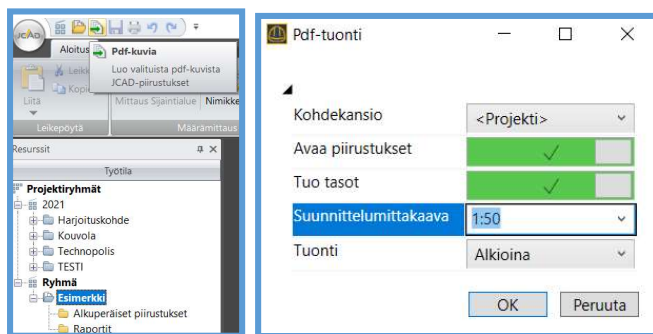 JCAD
Aloitus
Pdf-kuvia
Luo valituista pdf-kuvista
JCAD-piirustukset
Leikk
Kopio
Liitä
Mittaus Sijaintialue Nimikke
Leikepöytä
Määrämittaus
Resurssit
Työtila
Projektiryhmät
2021
Harjoituskohde
Kouvola
Technopolis
TESTI
Ryhmä
Esimerkki
Alkuperäiset piirustukset
Raportit
Pdf-tuonti
Kohdekansio <Projekti>
Avaa piirustukset
Tuo tasot
Suunnittelumittakaava 1:50
Tuonti Alkioina
OK Peruuta